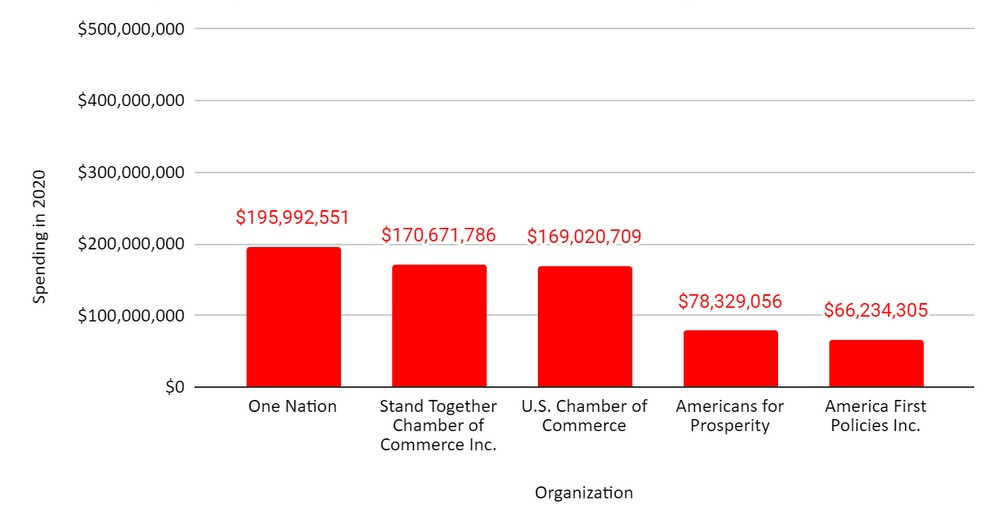 $500,000,000
$400,000,000
$300,000,000
$200,000,000
$100,000,000
$0
Spending in 2020
$195,992,551
$170,671,786
$169,020,709
$78,329,056
$66,234,305
One Nation
Stand Together
Chamber of
Commerce Inc.
U.S. Chamber of
Commerce
Americans for
Prosperity
America First
Policies Inc.
Organization